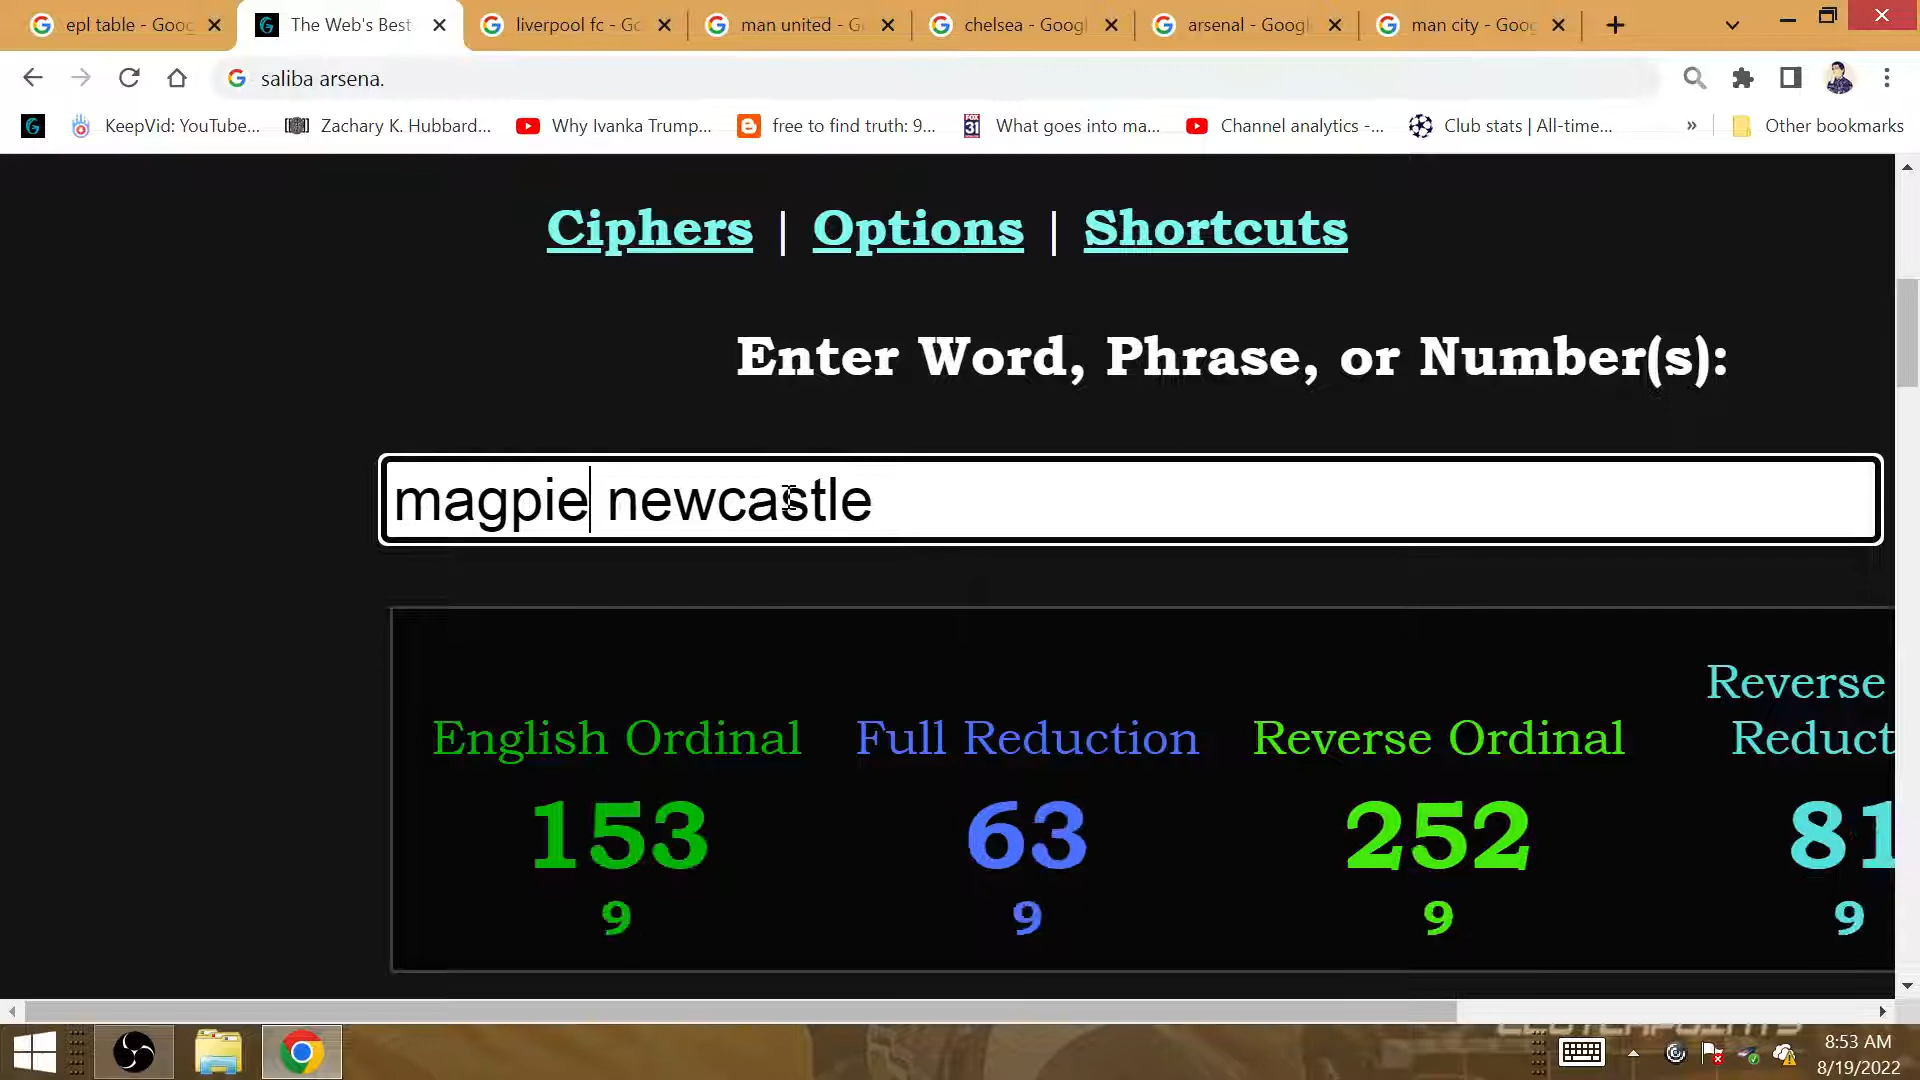 epl table - Goog
The Web's Best
liverpool fc - Go
man united - G
chelsea - Googl
arsenal - Googl
man city - Goog
saliba arsena.
KeepVid: YouTube...
Zachary K. Hubbard...
Why Ivanka Trump...
free to find truth: 9...
What goes into ma...
Channel analytics -...
Club stats | All-time...
»
Other bookmarks
Ciphers | Options | Shortcuts
Enter Word, Phrase, or Number(s):
magpie newcastle
English Ordinal
Full Reduction
Reverse Ordinal
Reverse
Reduct
153
63
252
81
9
9
9
9
8:53 AM
8/19/2022